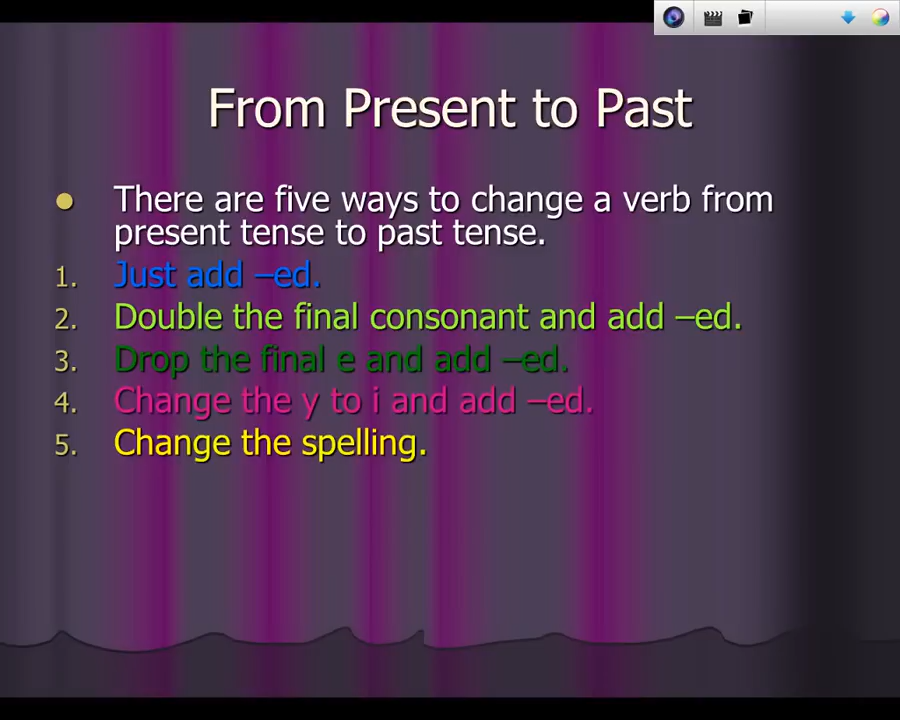 From Present to Past
There are five ways to change a verb from
present tense to past tense.
1. Just add –ed.
2. Double the final consonant and add –ed.
3. Drop the final e and add –ed.
4. Change the y to i and add –ed.
5. Change the spelling.